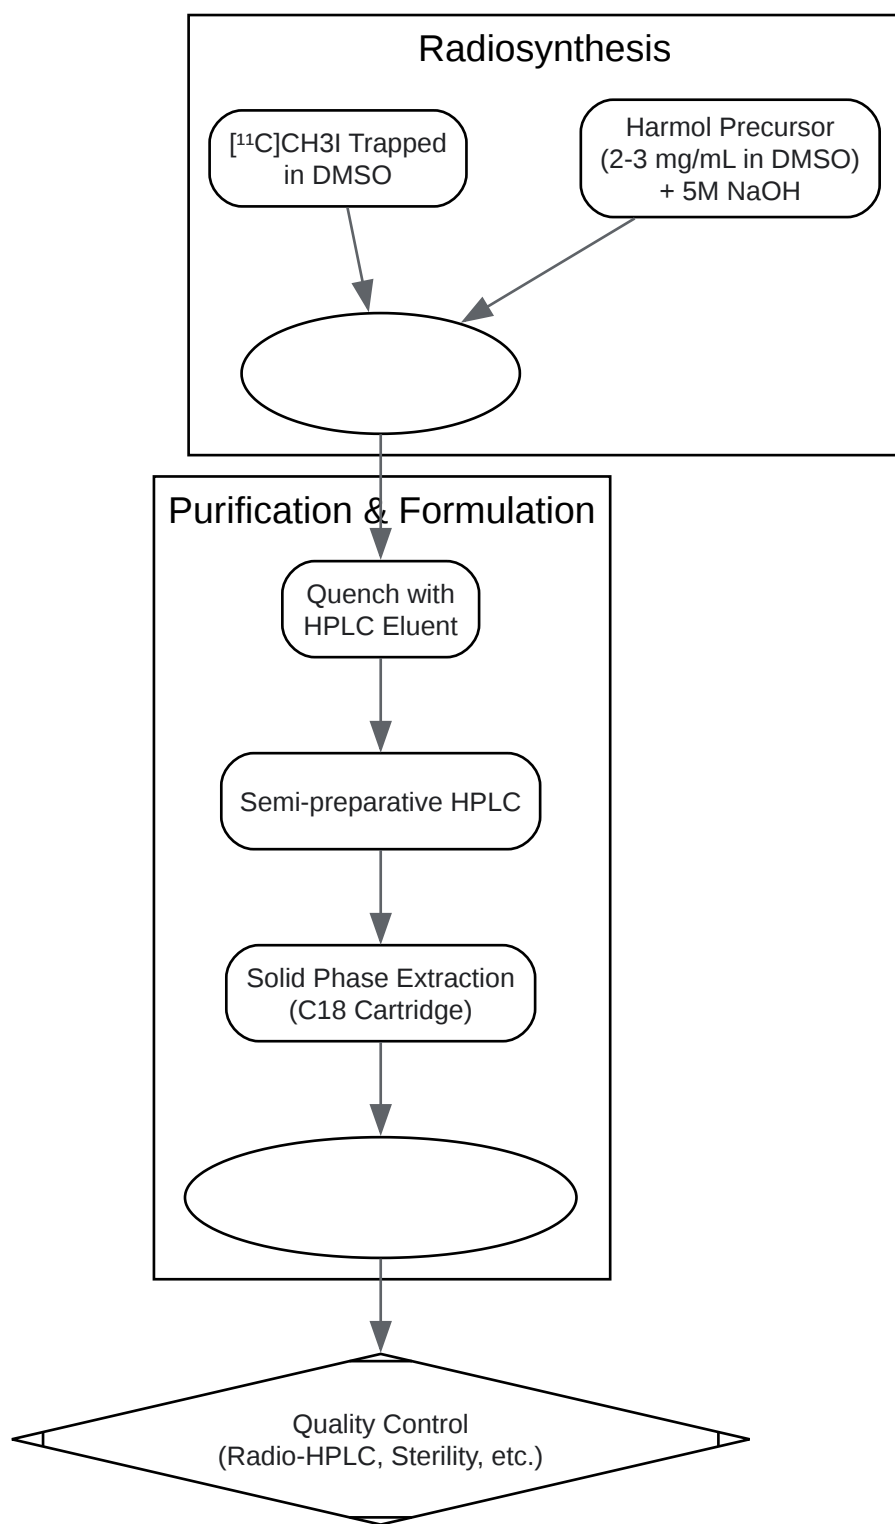 Radiosynthesis
[¹¹C]CH3I Trapped
in DMSO
Harmol Precursor
(2-3 mg/mL in DMSO)
+ 5M NaOH
Purification & Formulation
Quench with
HPLC Eluent
Semi-preparative HPLC
Solid Phase Extraction
(C18 Cartridge)
Quality Control
(Radio-HPLC, Sterility, etc.)